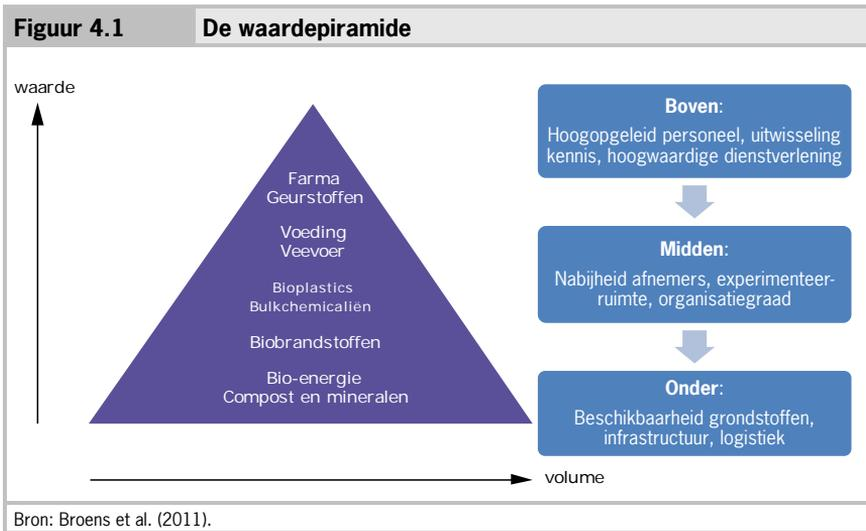 Figuur 4.1 De waardepiramide
waarde
Farma
Geurstoffen
Voeding
Veevoer
Bioplastics
Bulkchemicaliën
Biobrandstoffen
Bio-energie
Compost en mineralen
volume
Boven:
Hoogopgeleid personeel, uitwisseling
kennis, hoogwaardige dienstverlening
Midden:
Nabijheid afnemers, experimenteer-
ruimte, organisatiegraad
Onder:
Beschikbaarheid grondstoffen,
infrastructuur, logistiek
Bron: Broens et al. (2011).